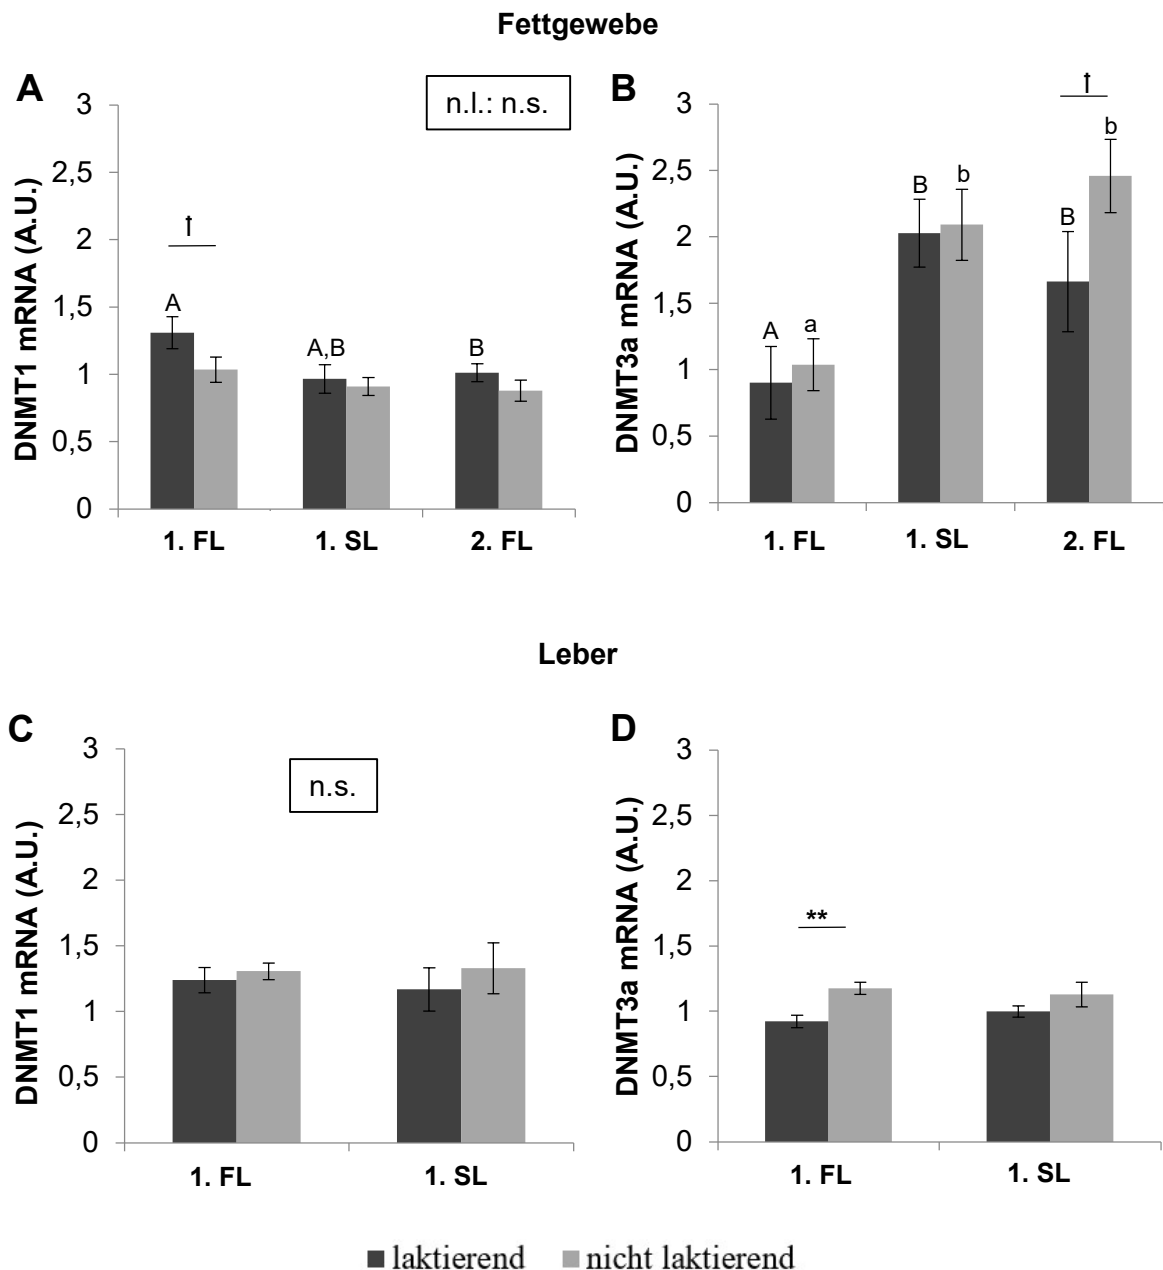 Fettgewebe
A
n.l.: n.s.
DNMT1 mRNA (A.U.)
3
2,5
2
1,5
1
0,5
0
†
A
A,B
B
1. FL
1. SL
2. FL
B
DNMT3a mRNA (A.U.)
3
2,5
2
1,5
1
0,5
0
†
A
a
B
b
B
b
1. FL
1. SL
2. FL
Leber
C
n.s.
DNMT1 mRNA (A.U.)
3
2,5
2
1,5
1
0,5
0
1. FL
1. SL
D
DNMT3a mRNA (A.U.)
3
2,5
2
1,5
1
0,5
0
**
1. FL
1. SL
laktierend
nicht laktierend